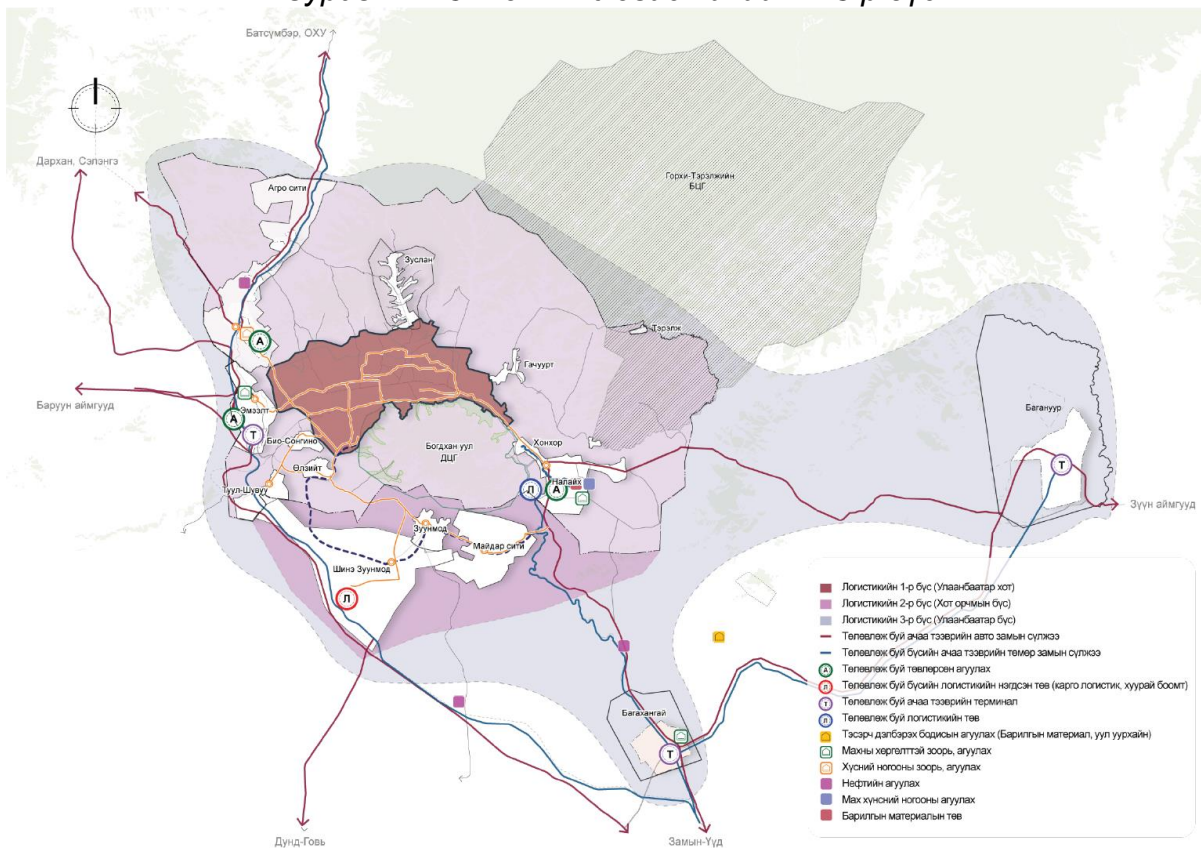 Батсүмбэр, ОХУ
Дархан, Сэлэнгэ
Агро сити
Горхи-Тэрэлжийн
БЦГ
Зуслан
Тэрэлж
А
Гачуурт
Баруун аймгууд
Эмээлт
А
Т
Био-Сонгино
Өлзийт
Туул-Шувуу
Богдхан уул
ДЦГ
Хонхор
Налайх
Л
А
Багануур
Т
Зүүн аймгууд
Зуунмод
Майдар сити
Шинэ Зуунмод
Л
Багахангай
Т
Дунд-Говь
Замын-Үүд
Логистикийн 1-р бүс (Улаанбаатар хот)
Логистикийн 2-р бүс (Хот орчмын бүс)
Логистикийн 3-р бүс (Улаанбаатар бүс)
Төлөвлөж буй ачаа тээврийн авто замын сүлжээ
Төлөвлөж буй бүсийн ачаа тээврийн төмөр замын сүлжээ
А Төлөвлөж буй төвлөрсөн агуулах
Л Төлөвлөж буй бүсийн логистикийн нэгдсэн төв (карго логистик, хуурай боомт)
Т Төлөвлөж буй ачаа тээврийн терминал
Л Төлөвлөж буй логистикийн төв
Тэсэрч дэлбэрэх бодисын агуулах (Барилгын материал, уул уурхайн)
Махны хөргөлттэй зоорь, агуулах
Хүсний ногооны зоорь, агуулах
Нефтийн агуулах
Мах хүнсний ногооны агуулах
Барилгын материалын төв